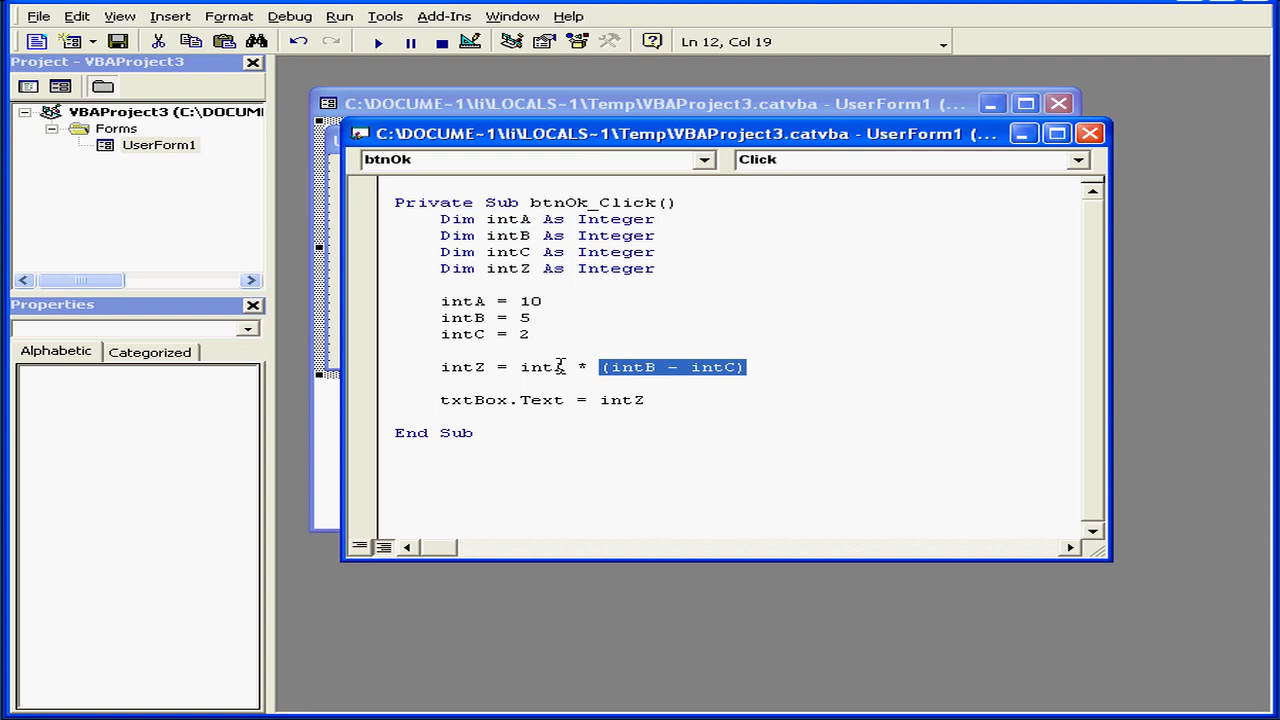 File Edit View Insert Format Debug Run Tools Add-Ins Window Help
Ln 12, Col 19
Project - VBAProject3
VBAProject3 (C:\DOCUMI
Forms
UserForm1
Properties
Alphabetic Categorized
C:\DOCUME~1\li\LOCALS~1\Temp\VBAProject3.catvba - UserForm1 (...
C:\DOCUME~1\li\LOCALS~1\Temp\VBAProject3.catvba - UserForm1 (...
btnOk Click
Private Sub btnOk_Click()
Dim intA As Integer
Dim intB As Integer
Dim intC As Integer
Dim intZ As Integer
intA = 10
intB = 5
intC = 2
intZ = intA * (intB - intC)
txtBox.Text = intZ
End Sub